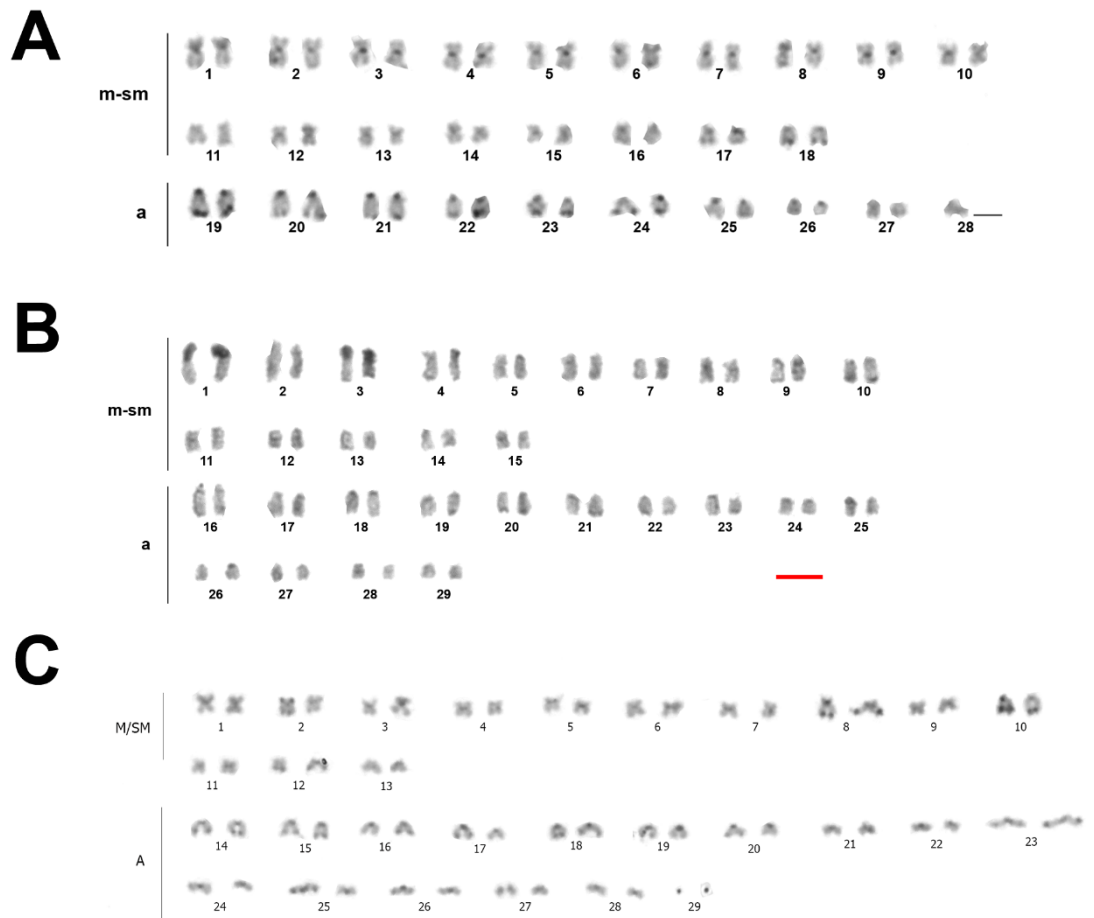 A
1 2 3 4 5 6 7 8 9 10
m-sm
11 12 13 14 15 16 17 18
a
19 20 21 22 23 24 25 26 27 28
B
1 2 3 4 5 6 7 8 9 10
m-sm
11 12 13 14 15
16 17 18 19 20 21 22 23 24 25
a
26 27 28 29
C
M/SM
1 2 3 4 5 6 7 8 9 10
11 12 13
14 15 16 17 18 19 20 21 22 23
A
24 25 26 27 28 29